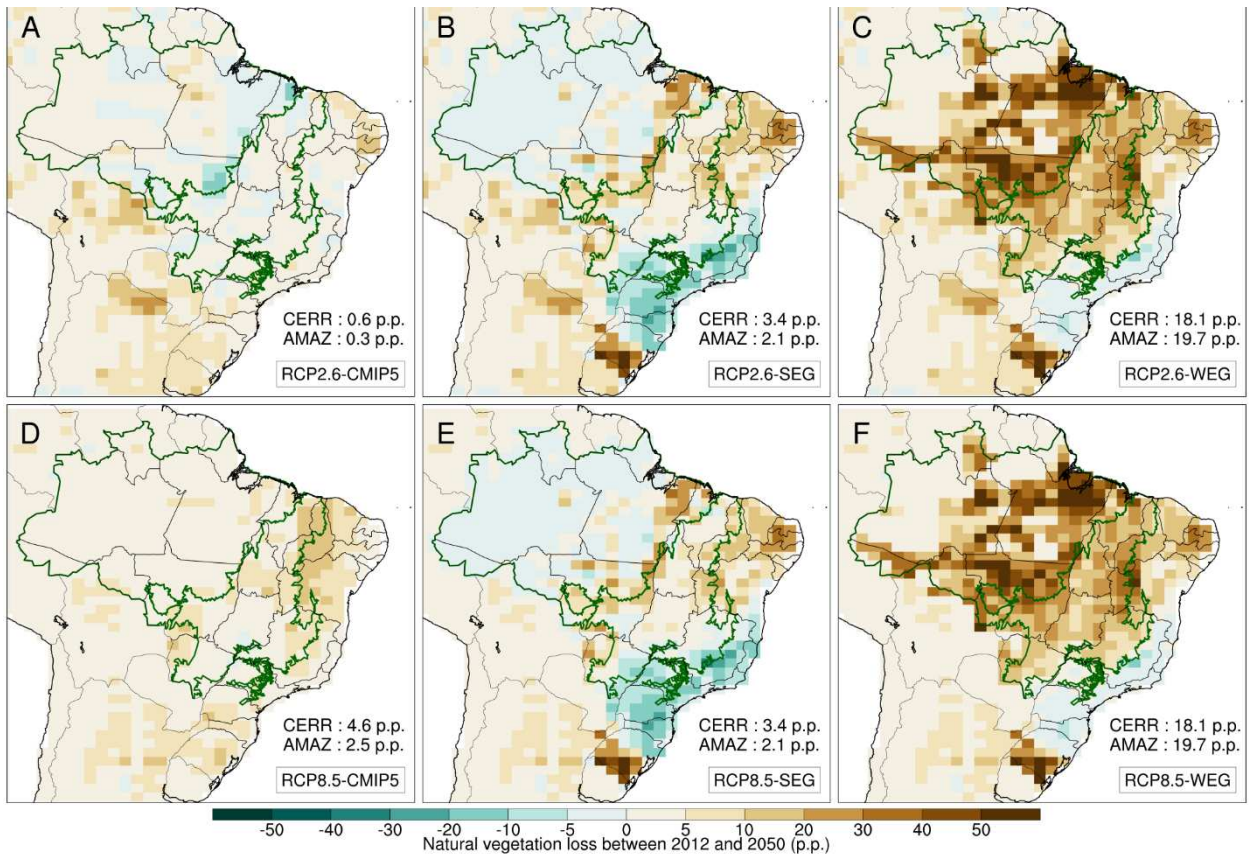 A
CERR : 0.6 p.p.
AMAZ : 0.3 p.p.
RCP2.6-CMIP5
B
CERR : 3.4 p.p.
AMAZ : 2.1 p.p.
RCP2.6-SEG
C
CERR : 18.1 p.p.
AMAZ : 19.7 p.p.
RCP2.6-WEG
D
CERR : 4.6 p.p.
AMAZ : 2.5 p.p.
RCP8.5-CMIP5
E
CERR : 3.4 p.p.
AMAZ : 2.1 p.p.
RCP8.5-SEG
F
CERR : 18.1 p.p.
AMAZ : 19.7 p.p.
RCP8.5-WEG
-50 -40 -30 -20 -10 -5 0 5 10 20 30 40 50
Natural vegetation loss between 2012 and 2050 (p.p.)